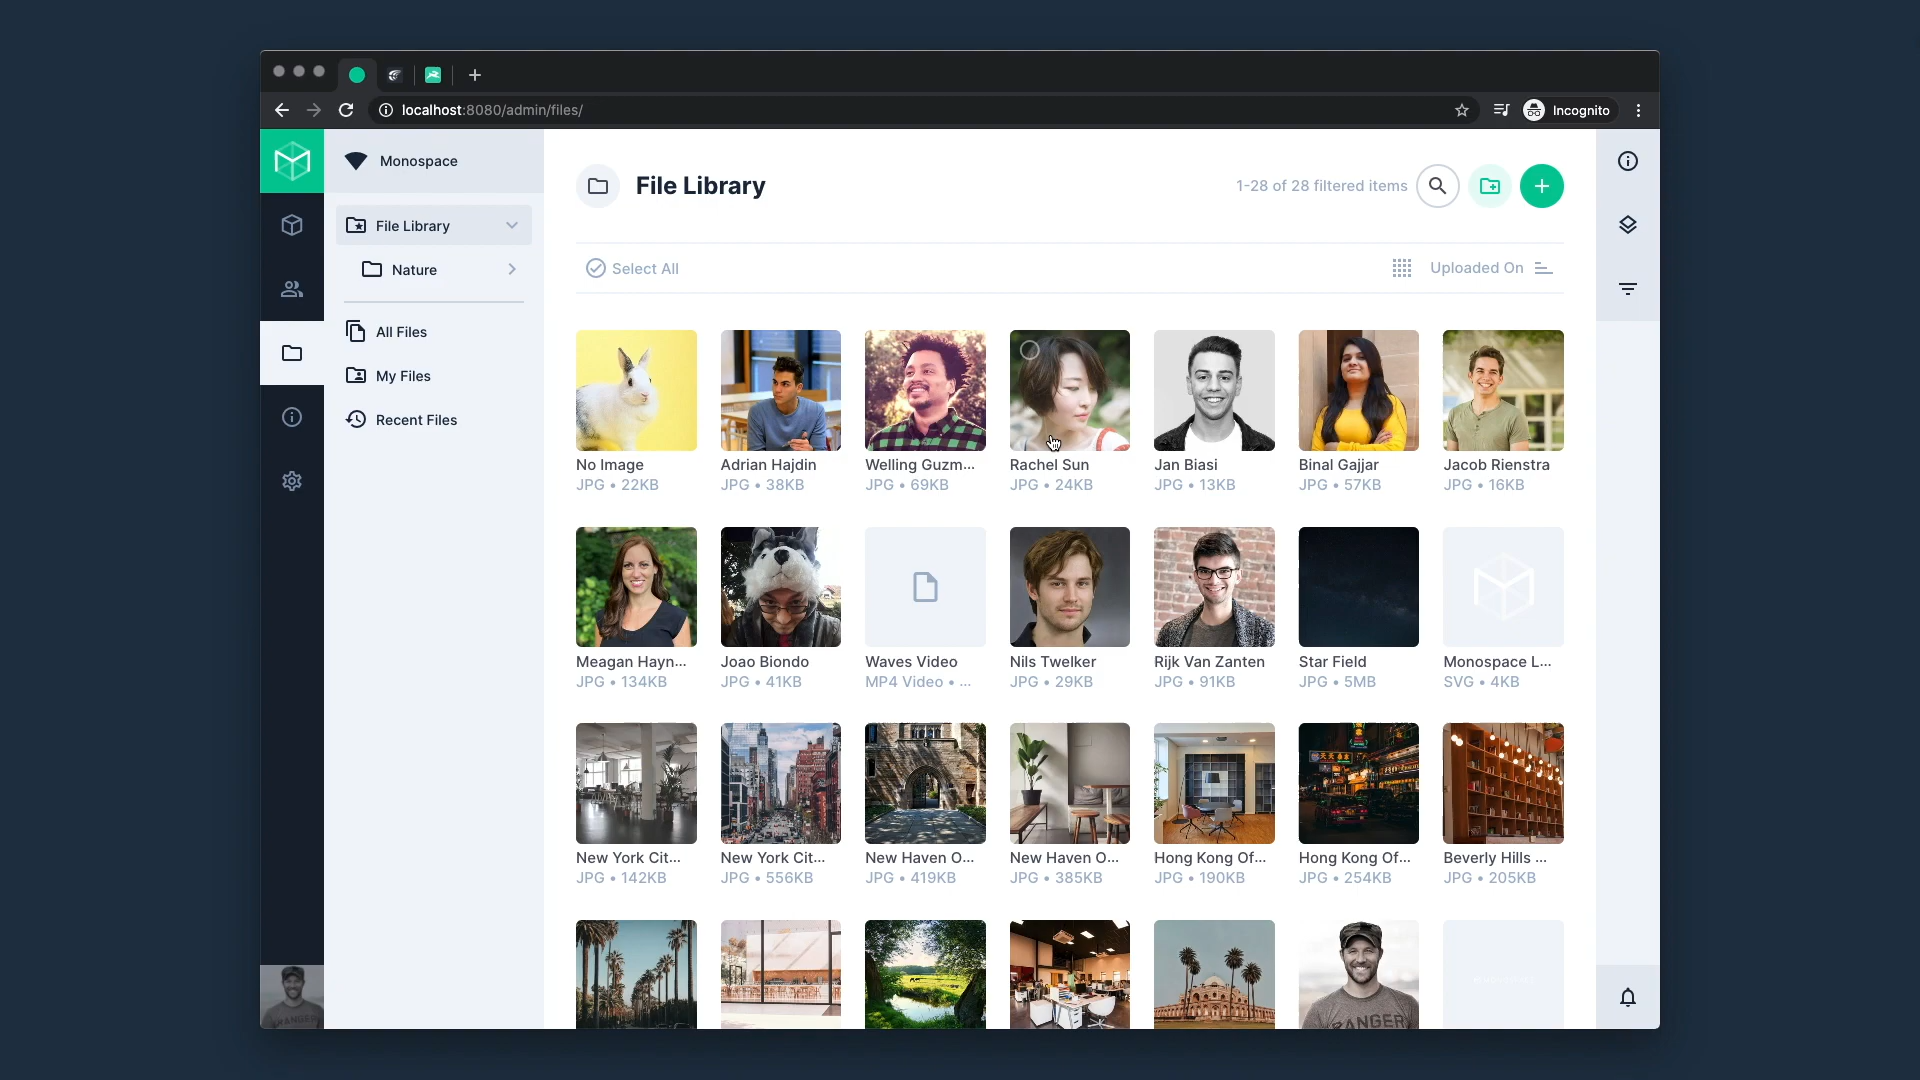 localhost:8080/admin/files/
Incognito
Monospace
File Library
Nature
All Files
My Files
Recent Files
File Library
1-28 of 28 filtered items
Select All
Uploaded On
No Image
JPG • 22KB
Adrian Hajdin
JPG • 38KB
Welling Guzm...
JPG • 69KB
Rachel Sun
JPG • 24KB
Jan Biasi
JPG • 13KB
Binal Gajjar
JPG • 57KB
Jacob Rienstra
JPG • 16KB
Meagan Hayn...
JPG • 134KB
Joao Biondo
JPG • 41KB
Waves Video
MP4 Video • ...
Nils Twelker
JPG • 29KB
Rijk Van Zanten
JPG • 91KB
Star Field
JPG • 5MB
Monospace L...
SVG • 4KB
New York Cit...
JPG • 142KB
New York Cit...
JPG • 556KB
New Haven O...
JPG • 419KB
New Haven O...
JPG • 385KB
Hong Kong Of...
JPG • 190KB
Hong Kong Of...
JPG • 254KB
Beverly Hills ...
JPG • 205KB
RANGER
RANGER